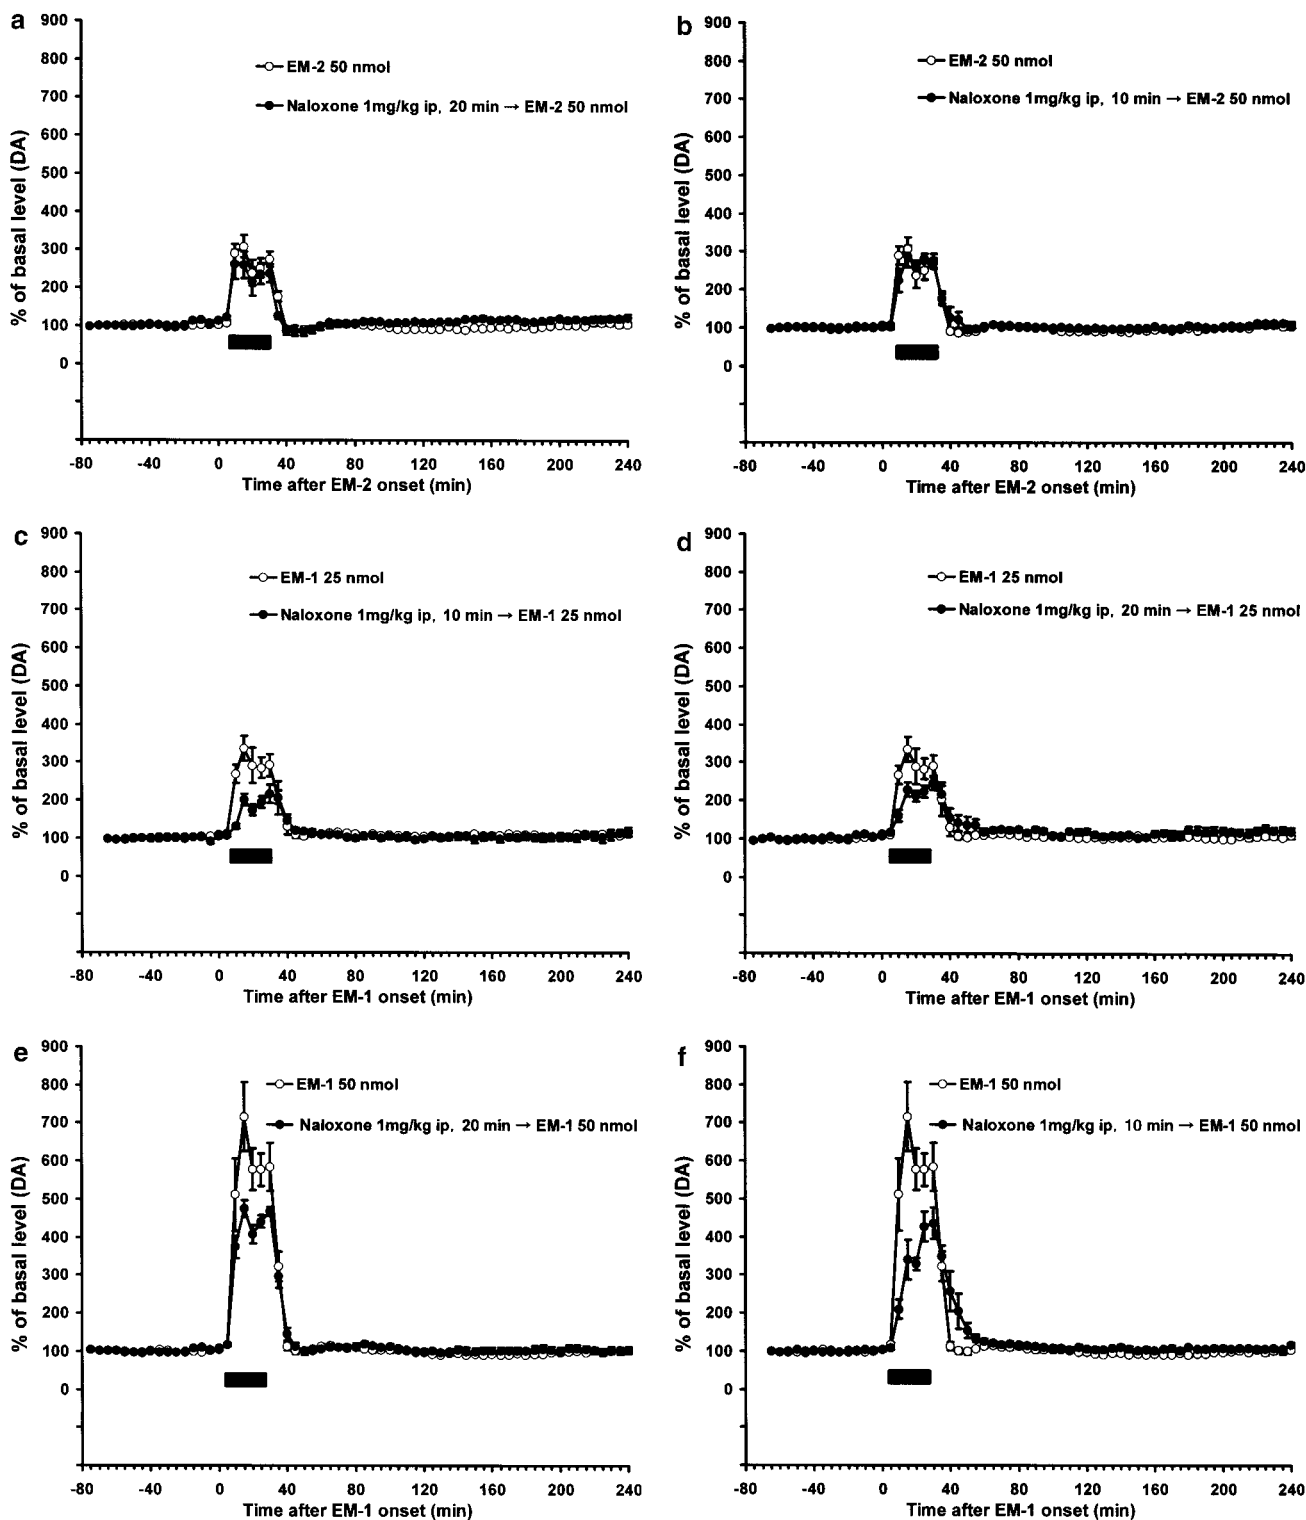 a
900
800
700
600
500
400
300
200
100
0
% of basal level (DA)
EM-2 50 nmol
Naloxone 1mg/kg ip, 20 min → EM-2 50 nmol
-80 -40 0 40 80 120 160 200 240
Time after EM-2 onset (min)
b
900
800
700
600
500
400
300
200
100
0
% of basal level (DA)
EM-2 50 nmol
Naloxone 1mg/kg ip, 10 min → EM-2 50 nmol
-80 -40 0 40 80 120 160 200 240
Time after EM-2 onset (min)
c
900
800
700
600
500
400
300
200
100
0
% of basal level (DA)
EM-1 25 nmol
Naloxone 1mg/kg ip, 10 min → EM-1 25 nmol
-80 -40 0 40 80 120 160 200 240
Time after EM-1 onset (min)
d
900
800
700
600
500
400
300
200
100
0
% of basal level (DA)
EM-1 25 nmol
Naloxone 1mg/kg ip, 20 min → EM-1 25 nmol
-80 -40 0 40 80 120 160 200 240
Time after EM-1 onset (min)
e
900
800
700
600
500
400
300
200
100
0
% of basal level (DA)
EM-1 50 nmol
Naloxone 1mg/kg ip, 20 min → EM-1 50 nmol
-80 -40 0 40 80 120 160 200 240
Time after EM-1 onset (min)
f
900
800
700
600
500
400
300
200
100
0
% of basal level (DA)
EM-1 50 nmol
Naloxone 1mg/kg ip, 10 min → EM-1 50 nmol
-80 -40 0 40 80 120 160 200 240
Time after EM-1 onset (min)